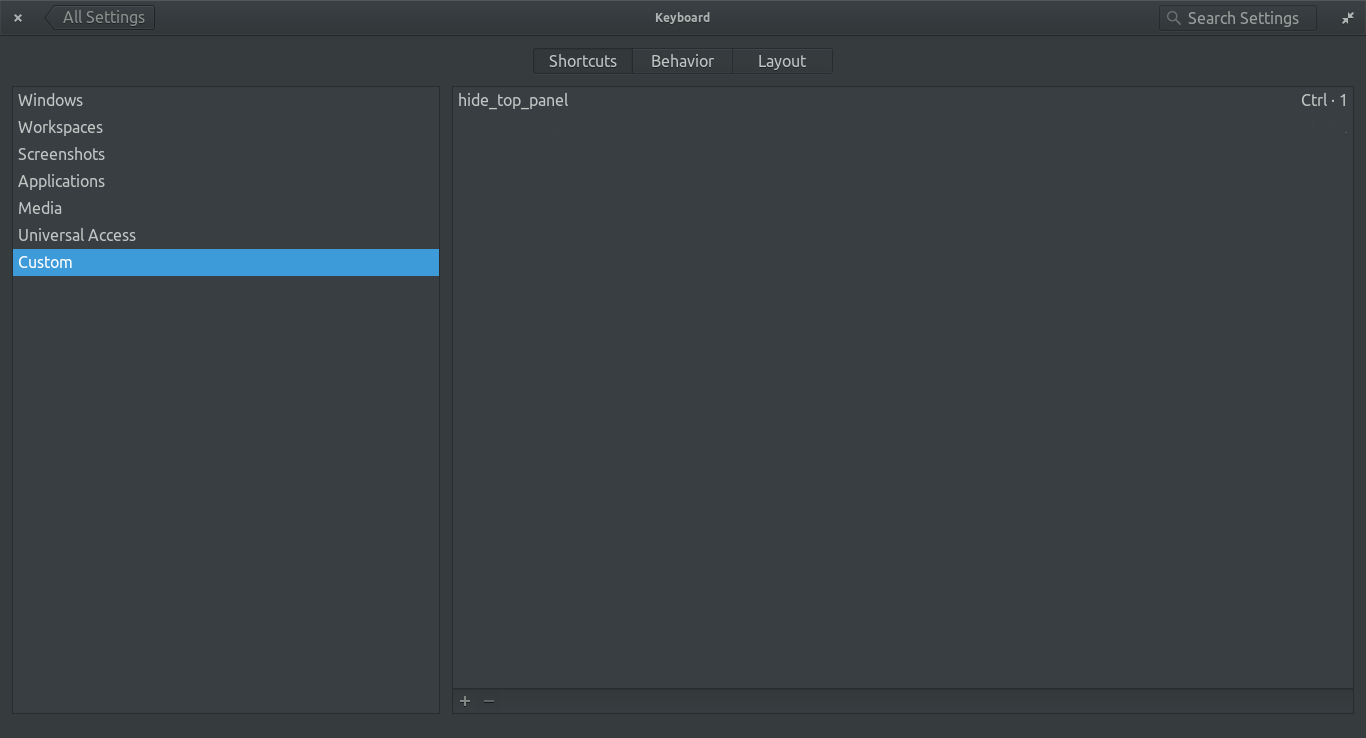 All Settings
Keyboard
Search Settings
Shortcuts
Behavior
Layout
Windows
Workspaces
Screenshots
Applications
Media
Universal Access
Custom
hide_top_panel
Ctrl · 1